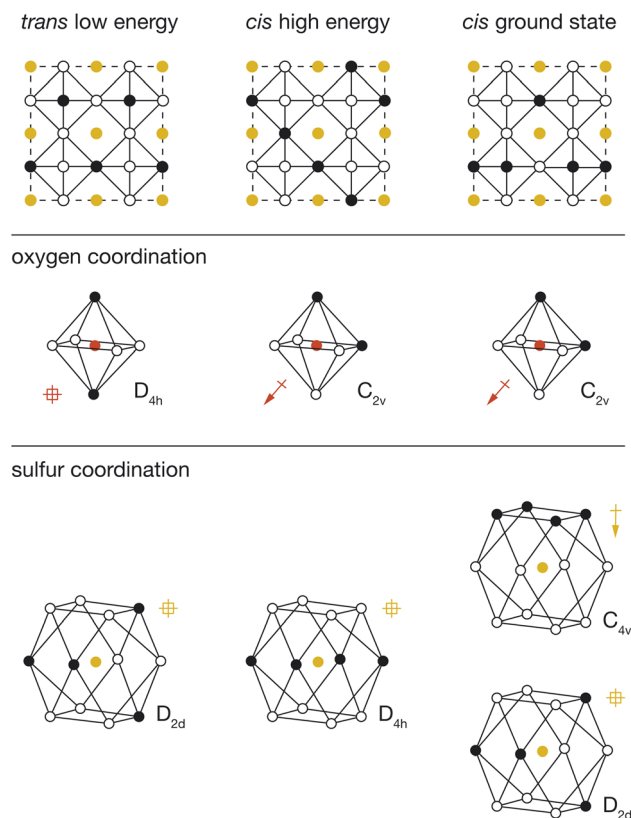 trans low energy
cis high energy
cis ground state
oxygen coordination
D4h
C2v
C2v
sulfur coordination
C4v
D2d
D4h
D2d